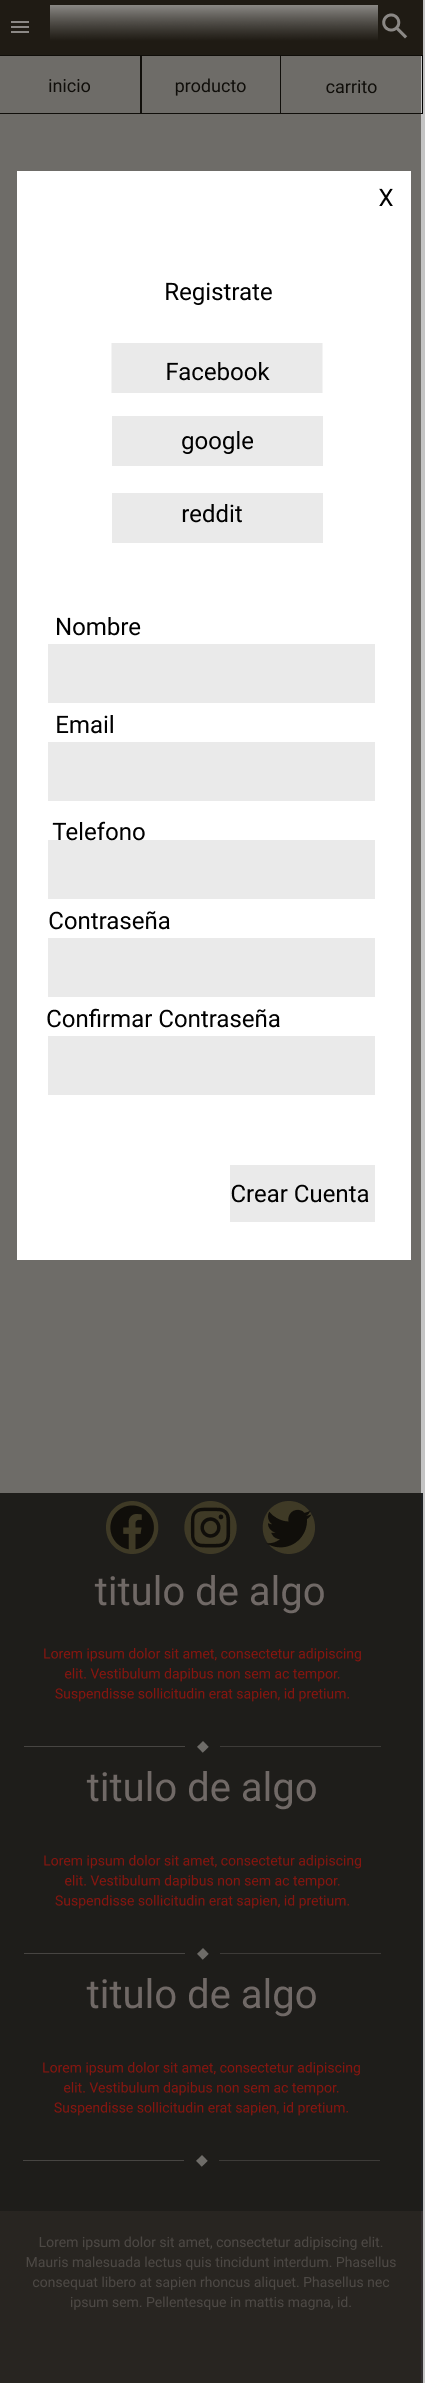 inicio
producto
carrito
X
Registrate
Facebook
google
reddit
Nombre
Email
Telefono
Contraseña
Confirmar Contraseña
Crear Cuenta
titulo de algo
Lorem ipsum dolor sit amet, consectetur adipiscing
elit. Vestibulum dapibus non sem ac tempor.
Suspendisse sollicitudin erat sapien, id pretium.
titulo de algo
Lorem ipsum dolor sit amet, consectetur adipiscing
elit. Vestibulum dapibus non sem ac tempor.
Suspendisse sollicitudin erat sapien, id pretium.
titulo de algo
Lorem ipsum dolor sit amet, consectetur adipiscing
elit. Vestibulum dapibus non sem ac tempor.
Suspendisse sollicitudin erat sapien, id pretium.
Lorem ipsum dolor sit amet, consectetur adipiscing elit.
Mauris malesuada lectus quis tincidunt interdum. Phasellus
consequat libero at sapien rhoncus aliquet. Phasellus nec
ipsum sem. Pellentesque in mattis magna, id.